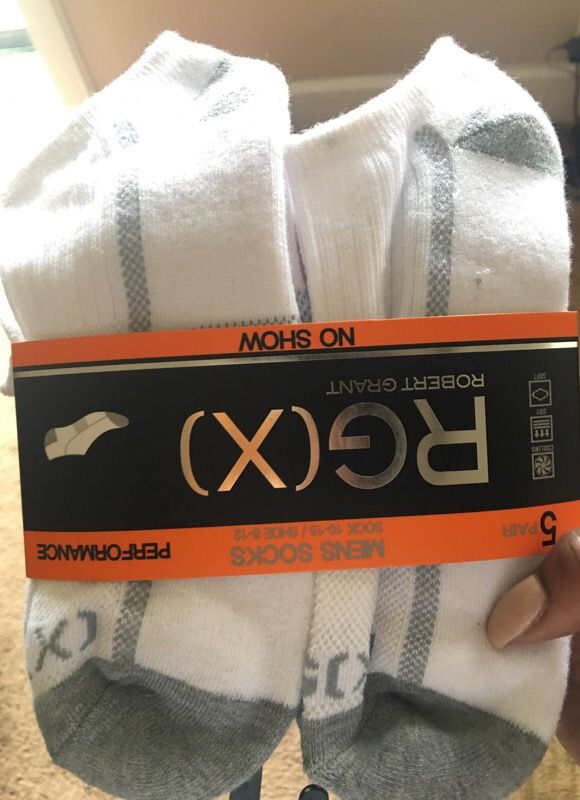 5 PAIR
MENS SOCKS
SOCK 10-13 / SHOE 6-12
PERFORMANCE
COOLING
DRY
SOFT
RG(X)
ROBERT GRANT
NO SHOW
(X)
G(X)